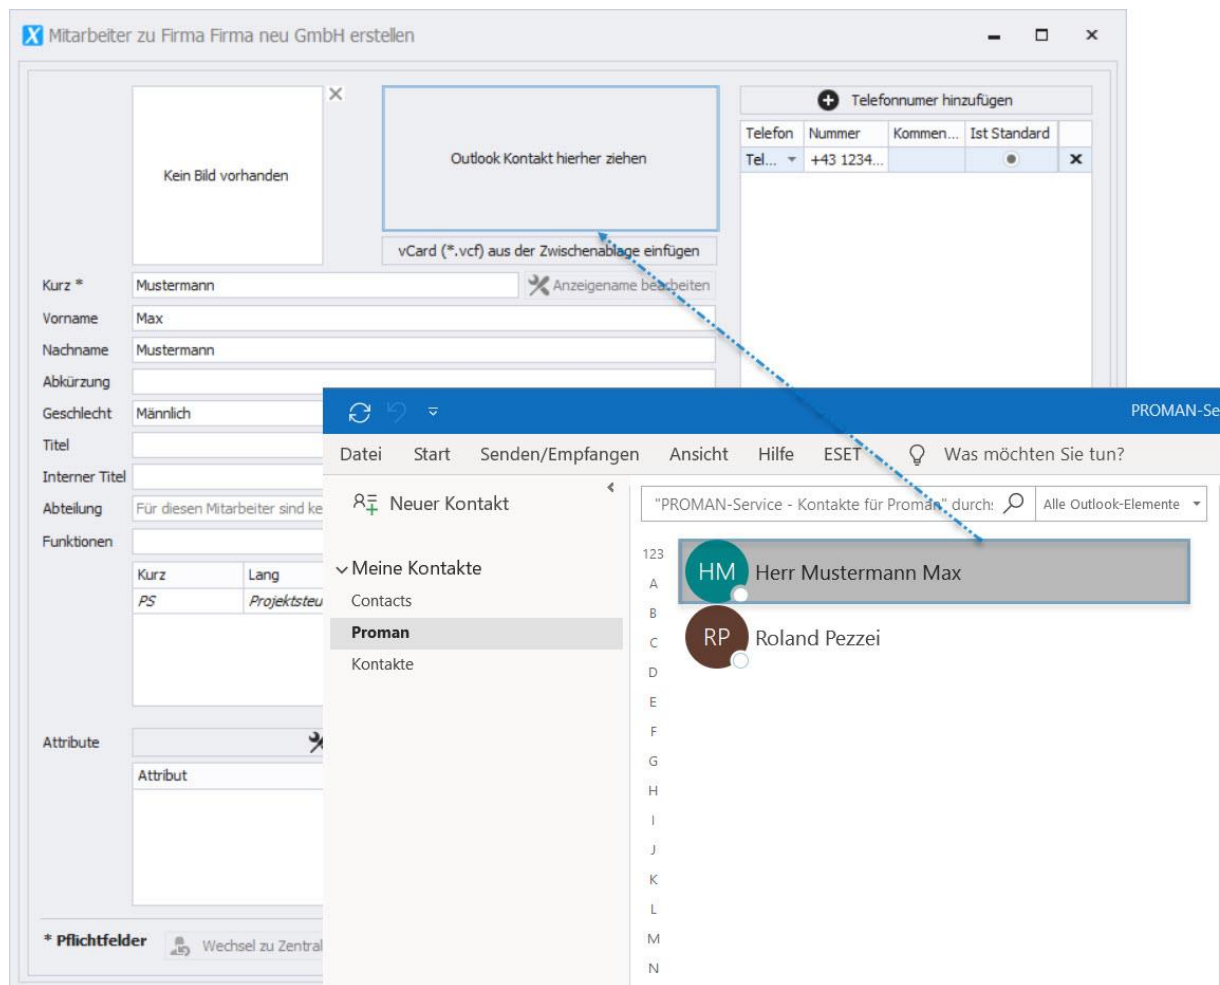 Mitarbeiter zu Firma Firma neu GmbH erstellen
Kein Bild vorhanden
Outlook Kontakt hierher ziehen
vCard (*.vcf) aus der Zwischenablage einfügen
Telefonnumer hinzufügen
Telefon Nummer Kommen... Ist Standard
Tel... +43 1234...
Kurz * Mustermann Anzeigename bearbeiten
Vorname Max
Nachname Mustermann
Abkürzung
Geschlecht Männlich
Titel
Interner Titel
Abteilung Für diesen Mitarbeiter sind ke
Funktionen
Kurz Lang
PS Projektsteu
Attribute
Attribut
* Pflichtfelder Wechsel zu Zentral
PROMAN-Se
Datei Start Senden/Empfangen Ansicht Hilfe ESET Was möchten Sie tun?
Neuer Kontakt
Meine Kontakte
Contacts
Proman
Kontakte
"PROMAN-Service - Kontakte für Proman" durchs Alle Outlook-Elemente
123
A
B
C
D
E
F
G
H
I
J
K
L
M
N
HM Herr Mustermann Max
RP Roland Pezzei